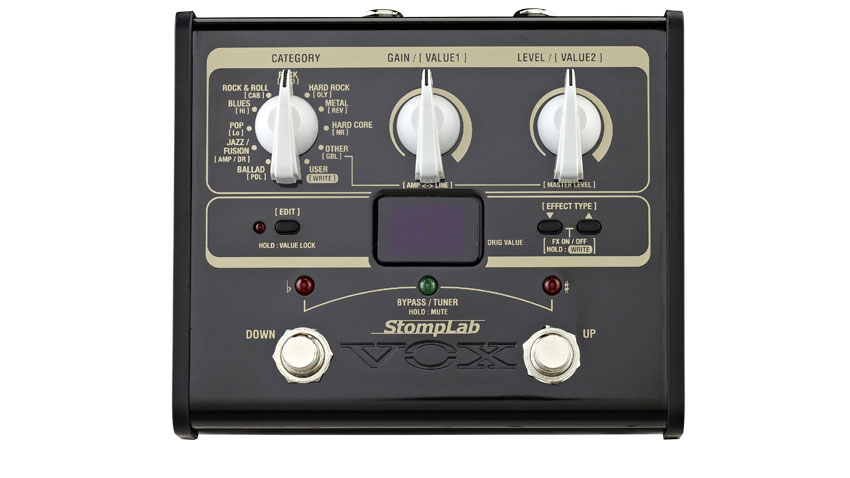 CATEGORY
GAIN / [ VALUE1 ]
LEVEL / [ VALUE2 ]
ROCK & ROLL
[ CAB ]
BLUES
[ Hi ]
POP
[ Lo ]
JAZZ /
FUSION
[ AMP / DR ]
BALLAD
[ PDL ]
ROCK
HARD ROCK
[ DLY ]
METAL
[ REV ]
HARD CORE
[ NR ]
OTHER
[ GBL ]
USER
[ WRITE ]
[ AMP <-> LINE ]
[ MASTER LEVEL ]
[ EDIT ]
HOLD : VALUE LOCK
ORIG VALUE
[ EFFECT TYPE ]
▼ ▲
[ FX ON / OFF ]
HOLD : WRITE
♭ ♯
BYPASS / TUNER
HOLD : MUTE
StompLab
DOWN
VOX
UP